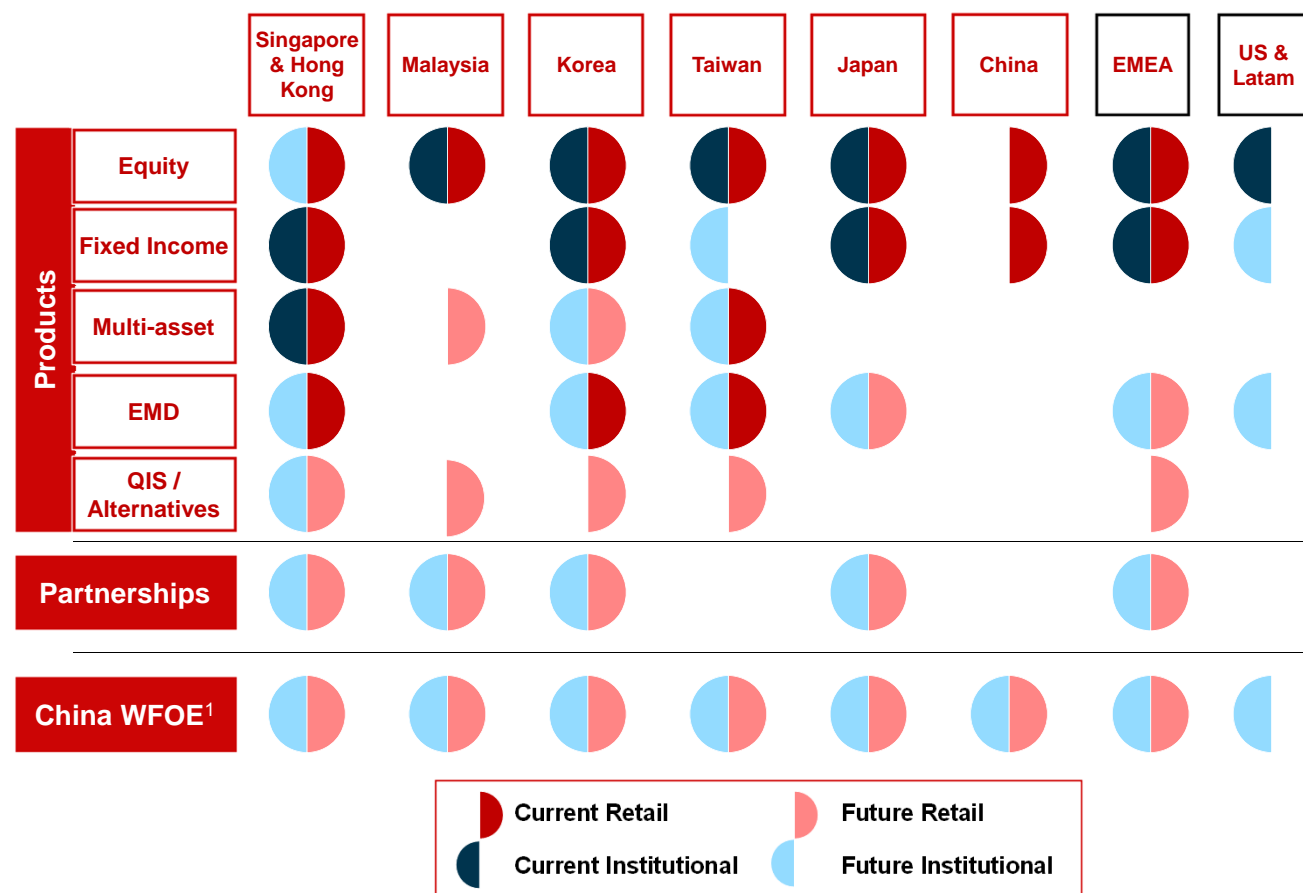 Singapore
& Hong
Kong
Malaysia
Korea
Taiwan
Japan
China
EMEA
US &
Latam
Products
Equity
Fixed Income
Multi-asset
EMD
QIS /
Alternatives
Partnerships
China WFOE¹
Current Retail
Future Retail
Current Institutional
Future Institutional